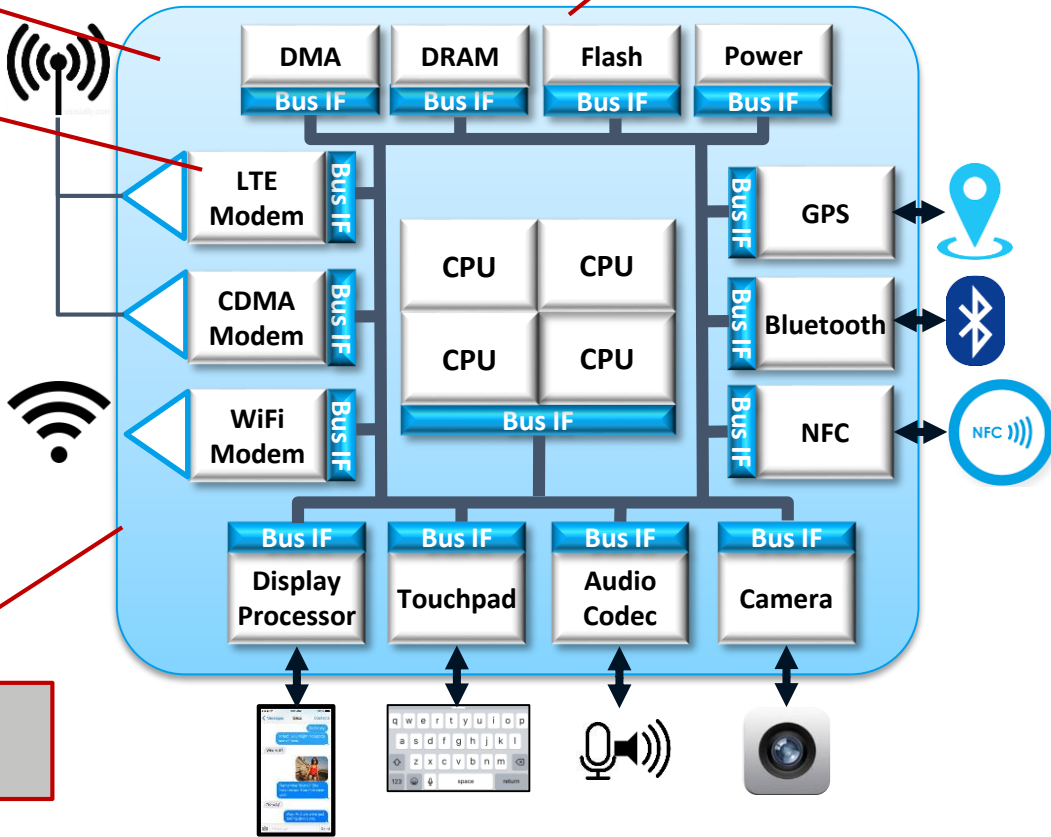 DMA
DRAM
Flash
Power
Bus IF
Bus IF
Bus IF
Bus IF
LTE
Modem
Bus IF
CDMA
Modem
Bus IF
WiFi
Modem
Bus IF
CPU
CPU
CPU
CPU
Bus IF
Bus IF
GPS
Bus IF
Bluetooth
Bus IF
NFC
NFC
Bus IF
Bus IF
Bus IF
Bus IF
Display
Processor
Touchpad
Audio
Codec
Camera
q w e r t y u i o p
a s d f g h j k l
z x c v b n m
123 space return